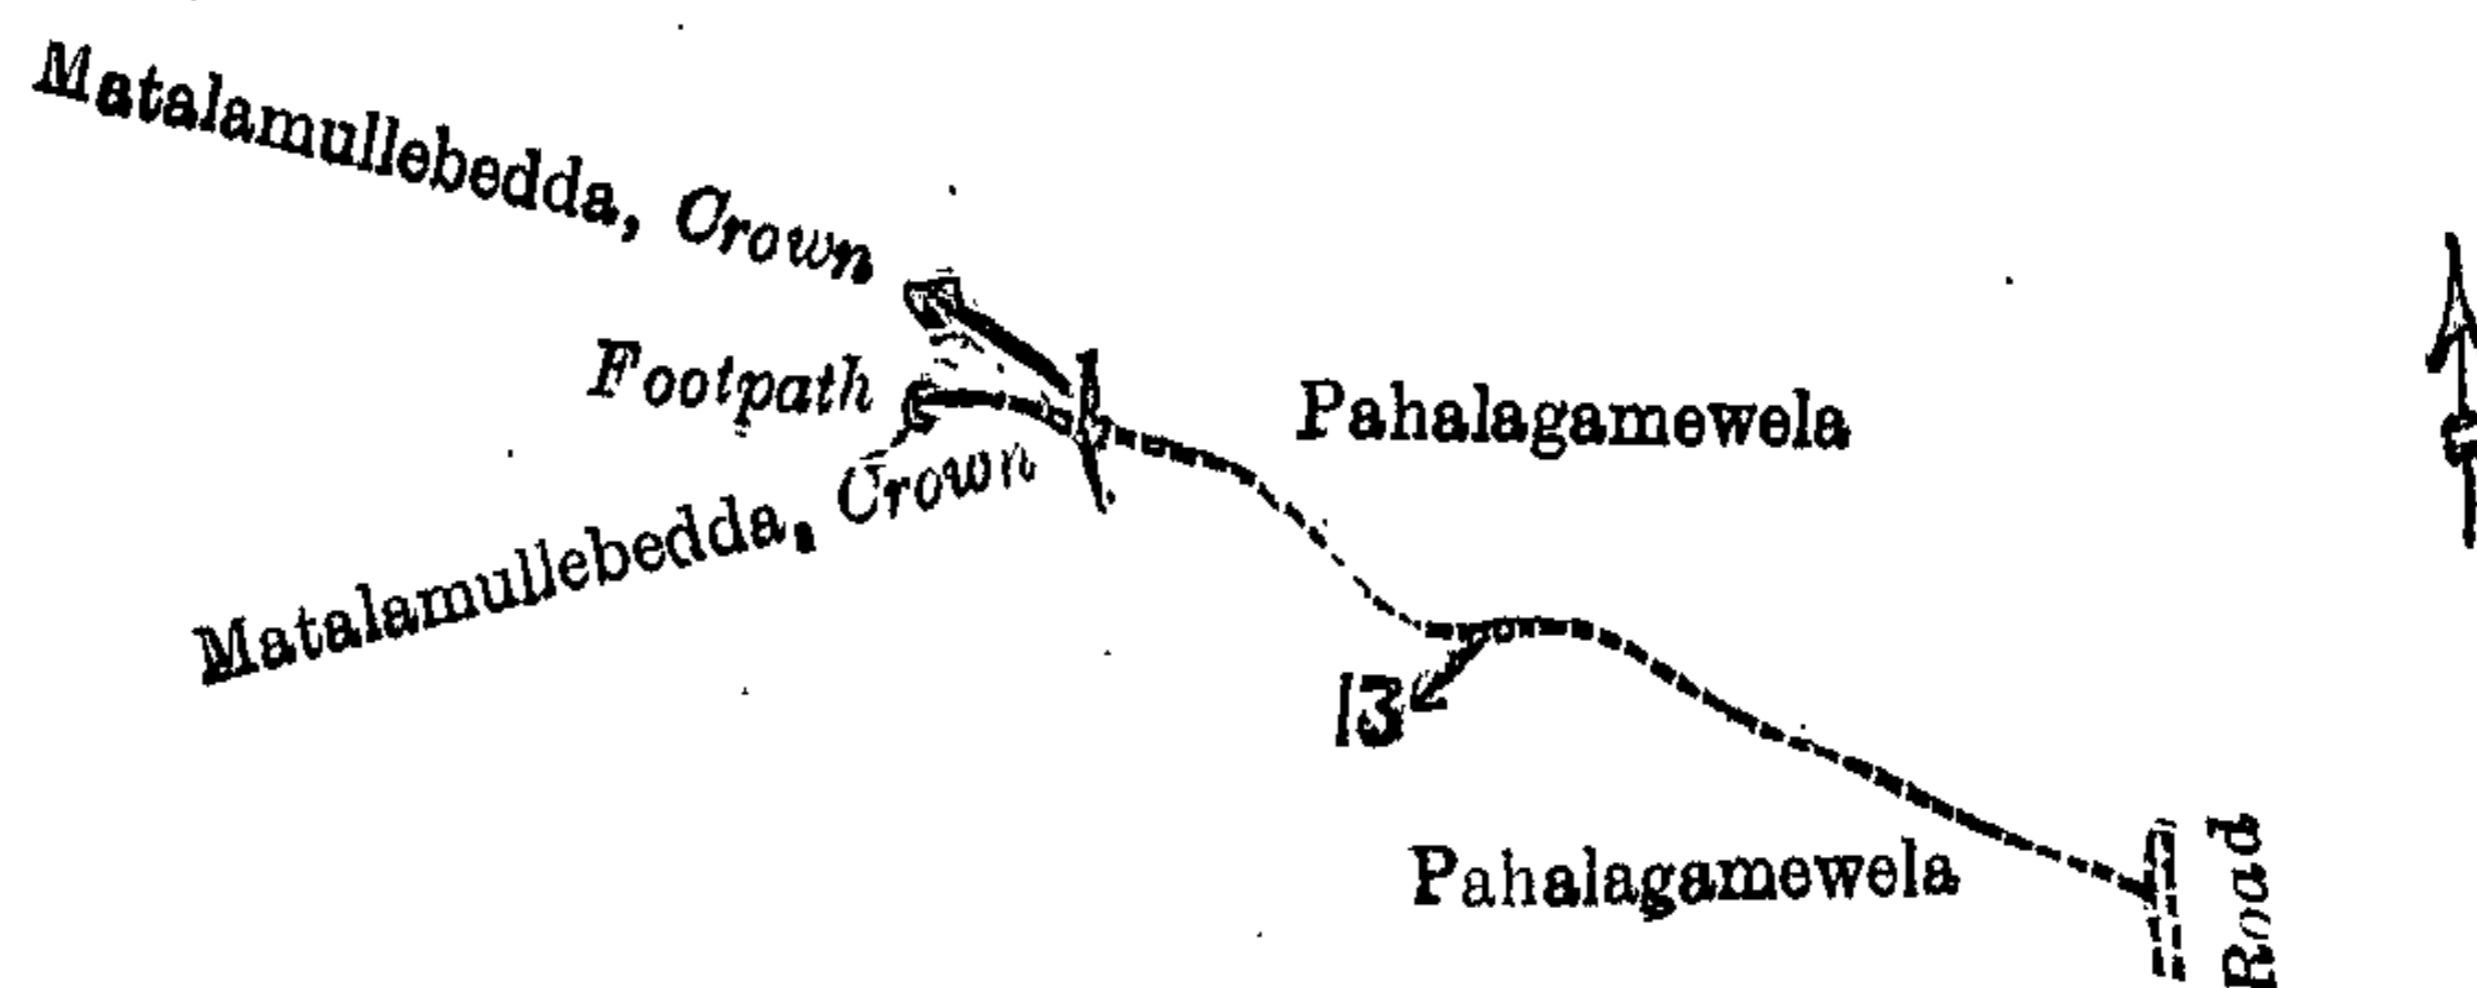 Matalamullebedda, Crown
Footpath
Pahalagamewela
Matalamullebedda, Crown
13
Pahalagamewela
Road